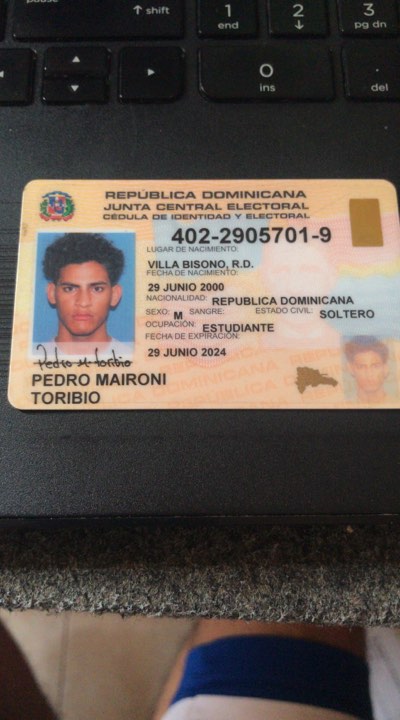 shift
1
end
2
3
pg dn
0
ins
.
del
REPÚBLICA DOMINICANA
JUNTA CENTRAL ELECTORAL
CÉDULA DE IDENTIDAD Y ELECTORAL
402-2905701-9
LUGAR DE NACIMIENTO:
VILLA BISONO, R.D.
FECHA DE NACIMIENTO:
29 JUNIO 2000
NACIONALIDAD: REPUBLICA DOMINICANA
SEXO: M SANGRE: ESTADO CIVIL: SOLTERO
OCUPACIÓN: ESTUDIANTE
FECHA DE EXPIRACIÓN:
29 JUNIO 2024
Pedro M. Toribio
PEDRO MAIRONI
TORIBIO